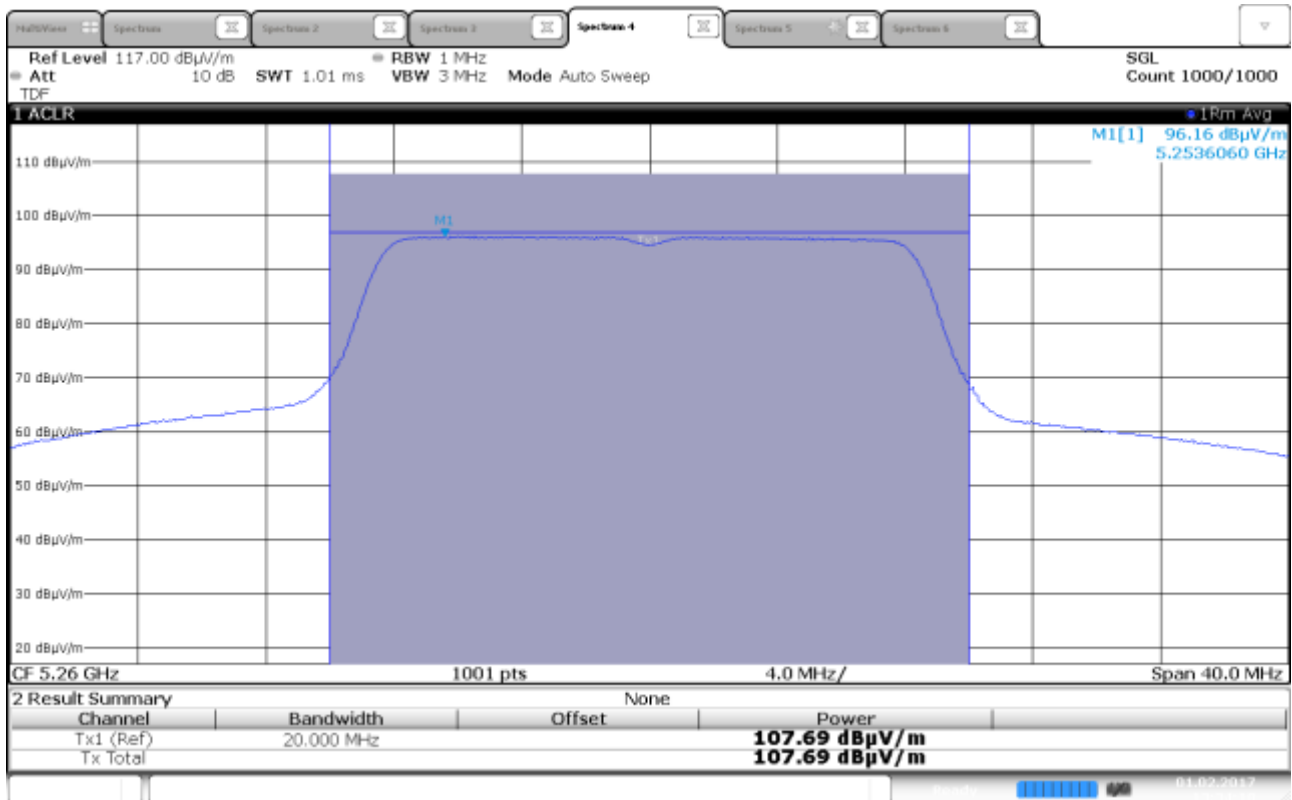 MultiView Spectrum Spectrum 2 Spectrum 3 Spectrum 4 Spectrum 5 Spectrum 6
Ref Level 117.00 dBµV/m RBW 1 MHz SGL
Att 10 dB SWT 1.01 ms VBW 3 MHz Mode Auto Sweep Count 1000/1000
TDF
1 ACLR 1Rm Avg
M1[1] 96.16 dBµV/m
5.2536060 GHz
110 dBµV/m
100 dBµV/m
M1
Tx1
90 dBµV/m
80 dBµV/m
70 dBµV/m
60 dBµV/m
50 dBµV/m
40 dBµV/m
30 dBµV/m
20 dBµV/m
CF 5.26 GHz 1001 pts 4.0 MHz/ Span 40.0 MHz
2 Result Summary None
Channel Bandwidth Offset Power
Tx1 (Ref) 20.000 MHz 107.69 dBµV/m
Tx Total 107.69 dBµV/m
Ready 01.02.2017